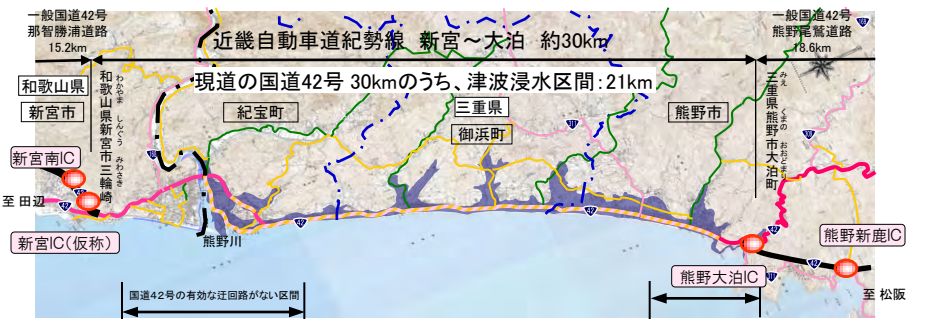 一般国道42号
那智勝浦道路
15.2km
近畿自動車道紀勢線 新宮～大泊 約30km
一般国道42号
熊野尾鷲道路
18.6km
現道の国道42号 30kmのうち、津波浸水区間：21km
和歌山県
新宮市
和歌山県新宮市三輪崎
わかやま しんぐう みわさき
紀宝町
三重県
御浜町
熊野市
三重県熊野市大泊町
みえ くまの おおどまり
311
42
42
42
42
42
新宮南IC
至 田辺
新宮IC（仮称）
熊野川
熊野新鹿IC
熊野大泊IC
至 松阪
国道42号の有効な迂回路がない区間